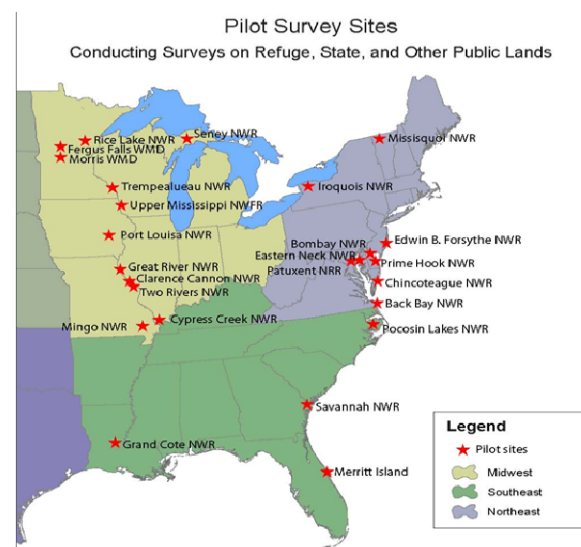 Pilot Survey Sites
Conducting Surveys on Refuge, State, and Other Public Lands
Rice Lake NWR
Seney NWR
Fergus Falls WMD
Morris WMD
Missisquoi NWR
Trempealueau NWR
Iroquois NWR
Upper Mississippi NWFR
Port Louisa NWR
Bombay NWR
Edwin B. Forsythe NWR
Eastern Neck NWR
Prime Hook NWR
Patuxent NRR
Great River NWR
Clarence Cannon NWR
Chincoteague NWR
Two Rivers NWR
Back Bay NWR
Mingo NWR
Cypress Creek NWR
Pocosin Lakes NWR
Savannah NWR
Grand Cote NWR
Merritt Island
Legend
Pilot sites
Midwest
Southeast
Northeast